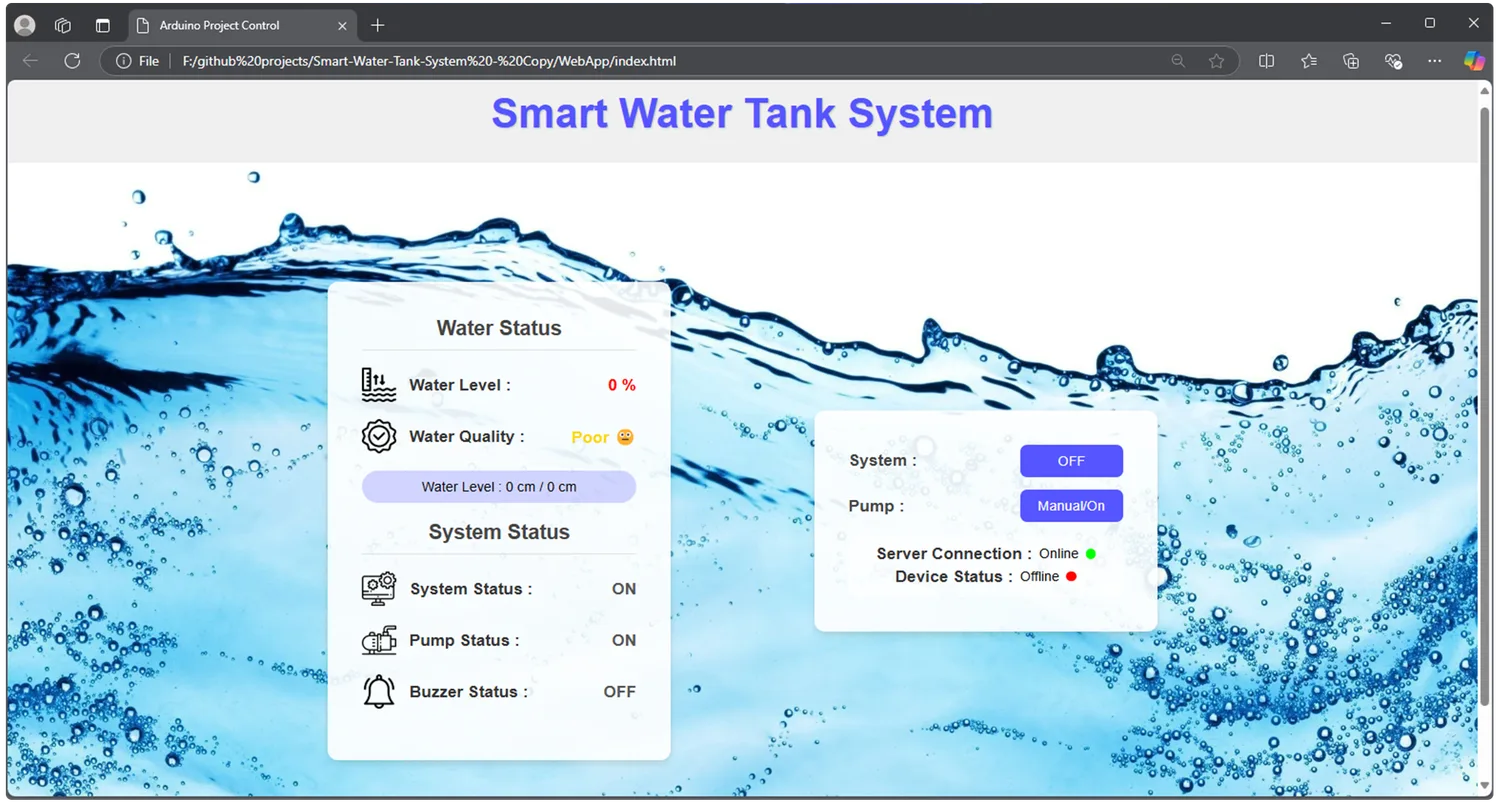 Arduino Project Control
File
F:/github%20projects/Smart-Water-Tank-System%20-%20Copy/WebApp/index.html
Smart Water Tank System
Water Status
Water Level : 0 %
Water Quality : Poor 😐
Water Level : 0 cm / 0 cm
System Status
System Status : ON
Pump Status : ON
Buzzer Status : OFF
System : OFF
Pump : Manual/On
Server Connection : Online
Device Status : Offline